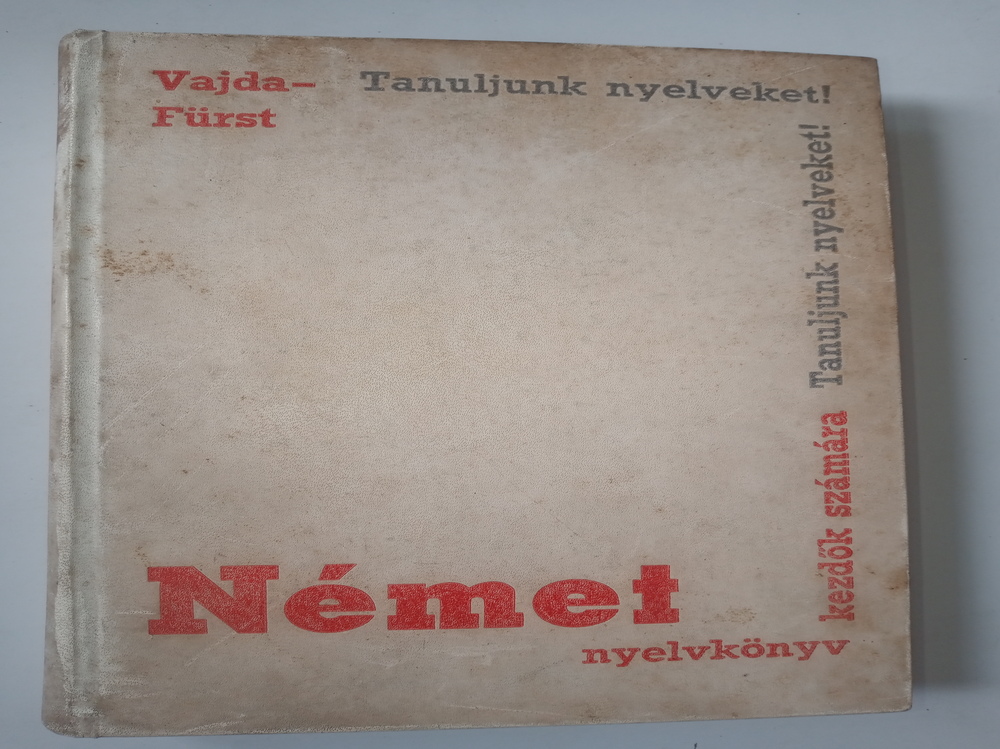 Vajda–
Fürst
Tanuljunk nyelveket!
Tanuljunk nyelveket!
Német
nyelvkönyv
kezdők számára